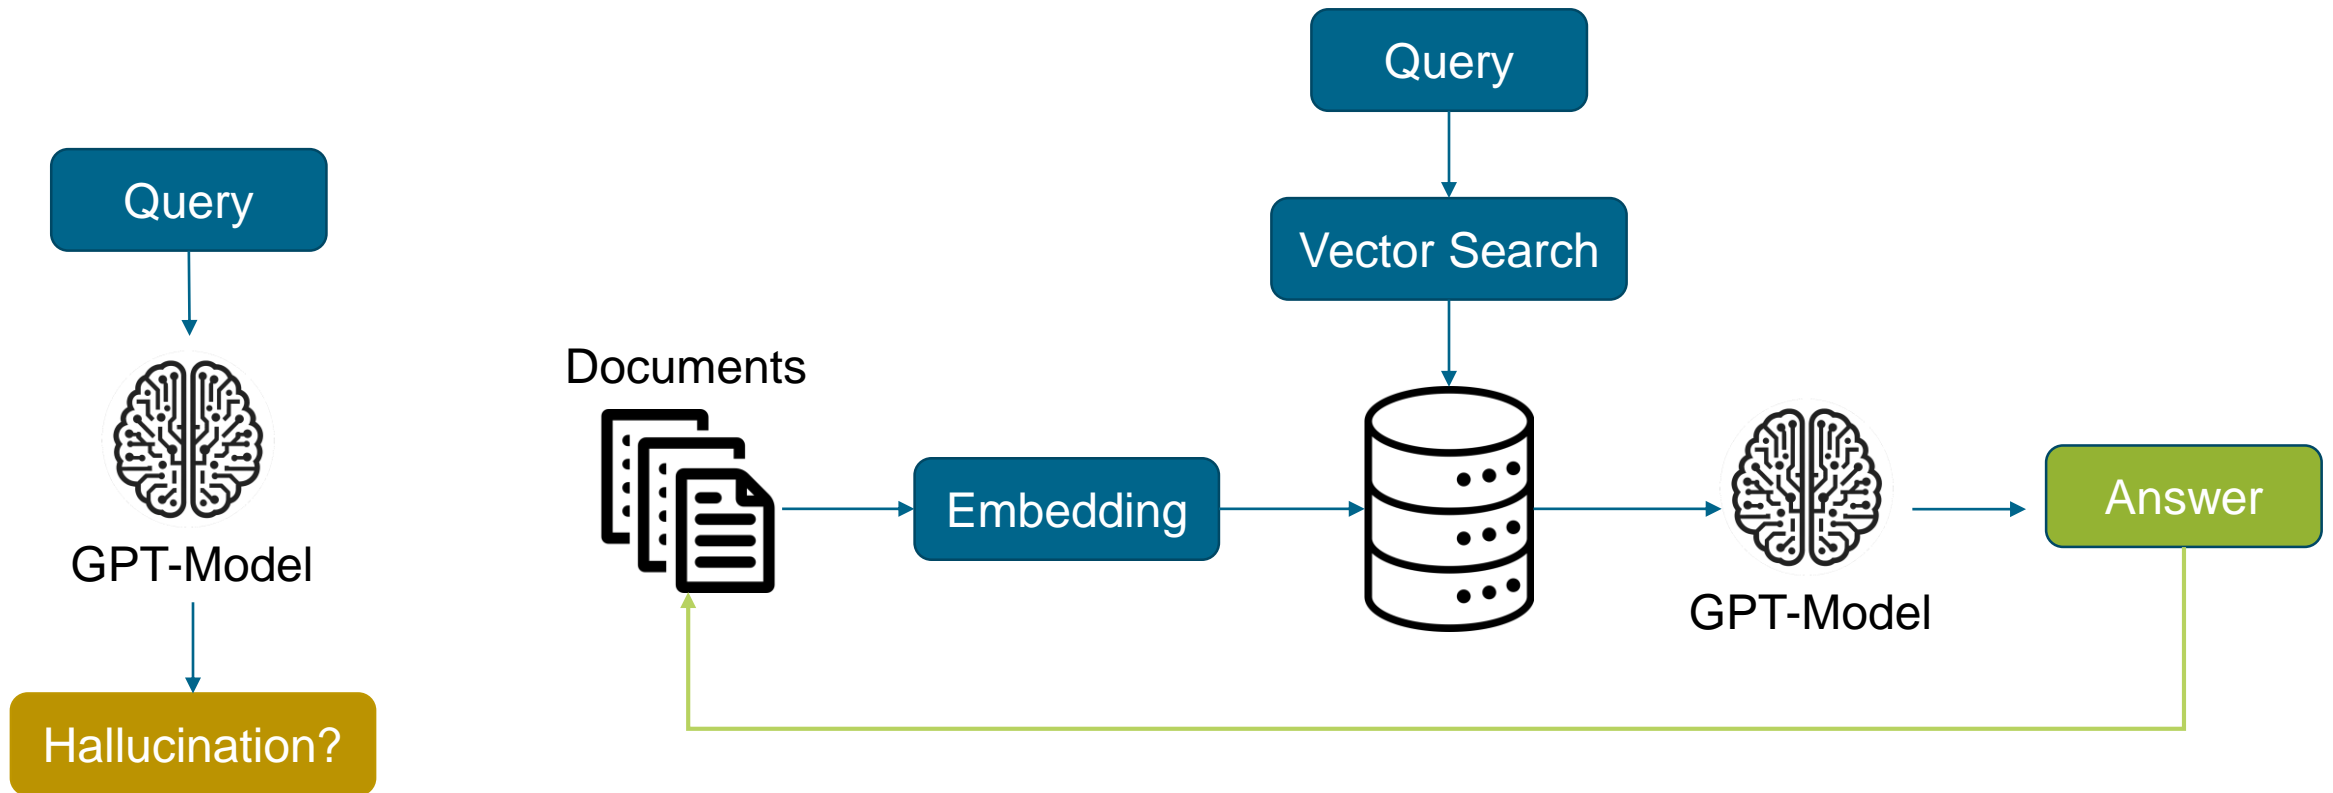 Query
GPT-Model
Hallucination?
Query
Vector Search
Documents
Embedding
GPT-Model
Answer